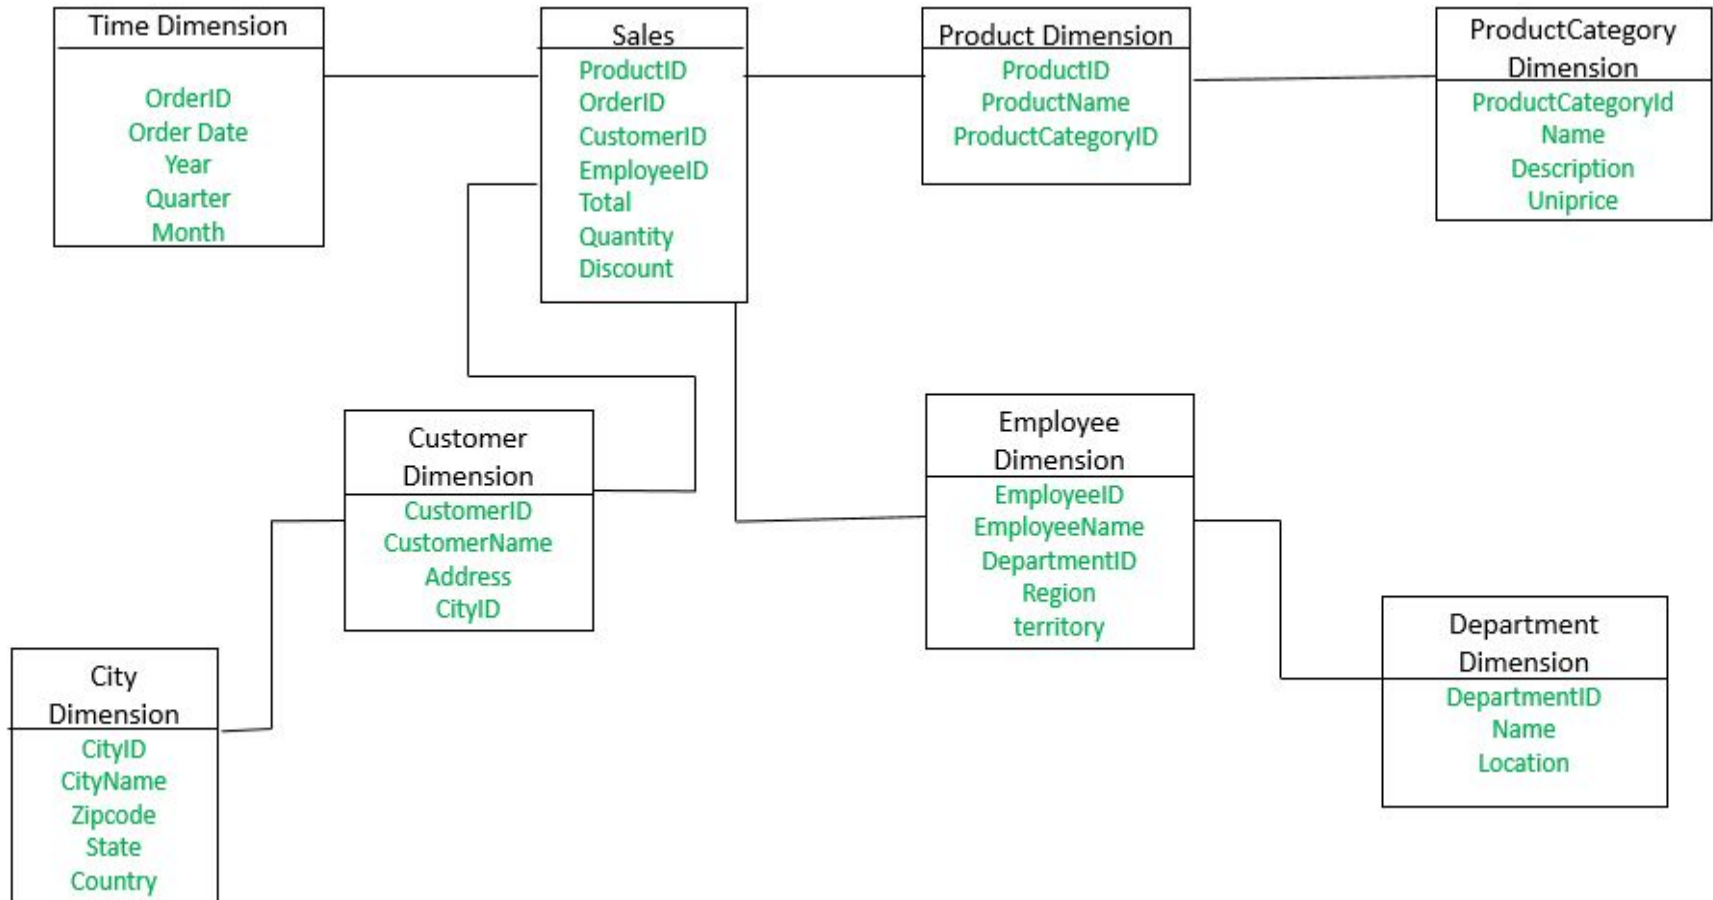 Time Dimension
OrderID
Order Date
Year
Quarter
Month
Sales
ProductID
OrderID
CustomerID
EmployeeID
Total
Quantity
Discount
Product Dimension
ProductID
ProductName
ProductCategoryID
ProductCategory
Dimension
ProductCategoryId
Name
Description
Uniprice
Customer
Dimension
CustomerID
CustomerName
Address
CityID
Employee
Dimension
EmployeeID
EmployeeName
DepartmentID
Region
territory
City
Dimension
CityID
CityName
Zipcode
State
Country
Department
Dimension
DepartmentID
Name
Location